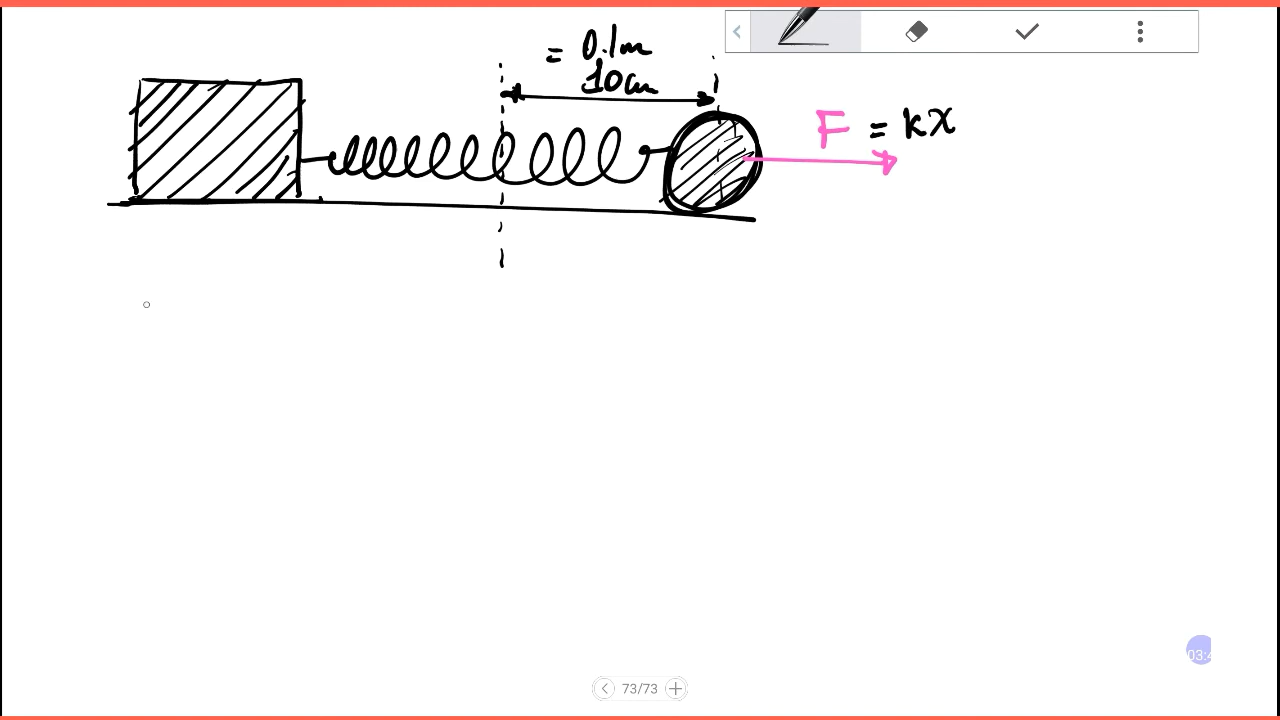 = 0.1m
10cm
F = kx
73/73